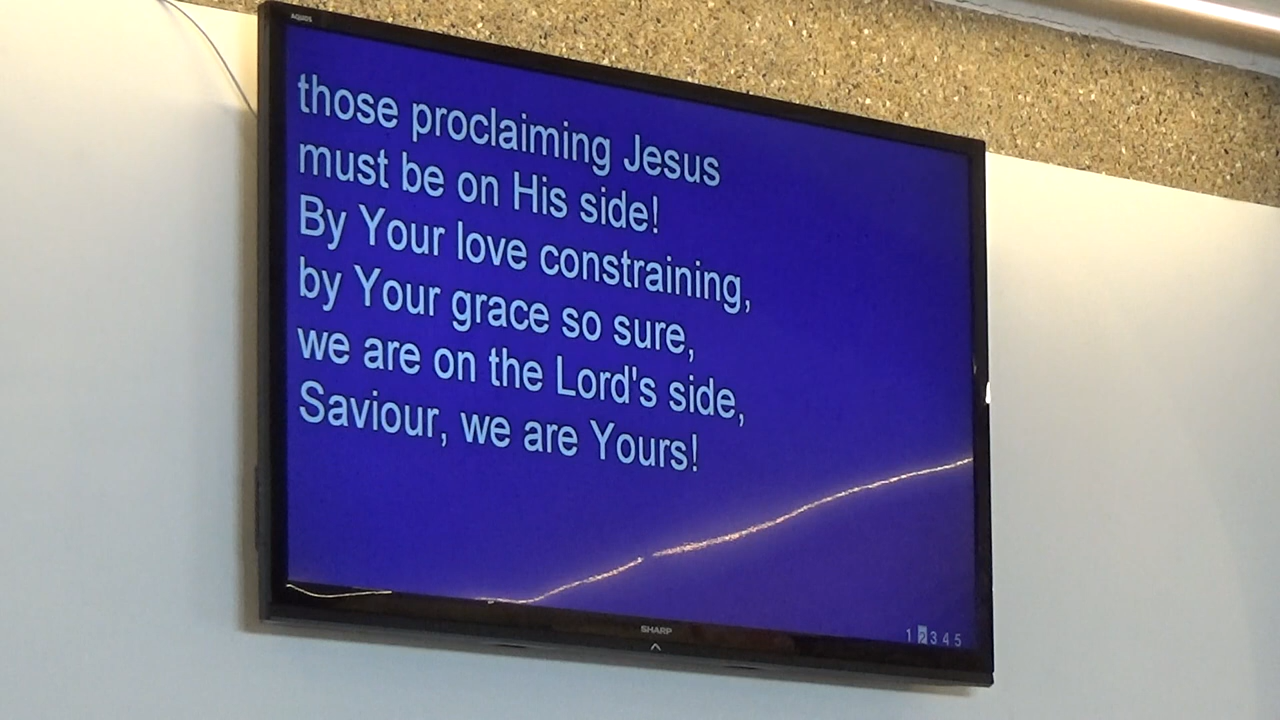 AQUOS
those proclaiming Jesus
must be on His side!
By Your love constraining,
by Your grace so sure,
we are on the Lord's side,
Saviour, we are Yours!
SHARP
1 2 3 4 5